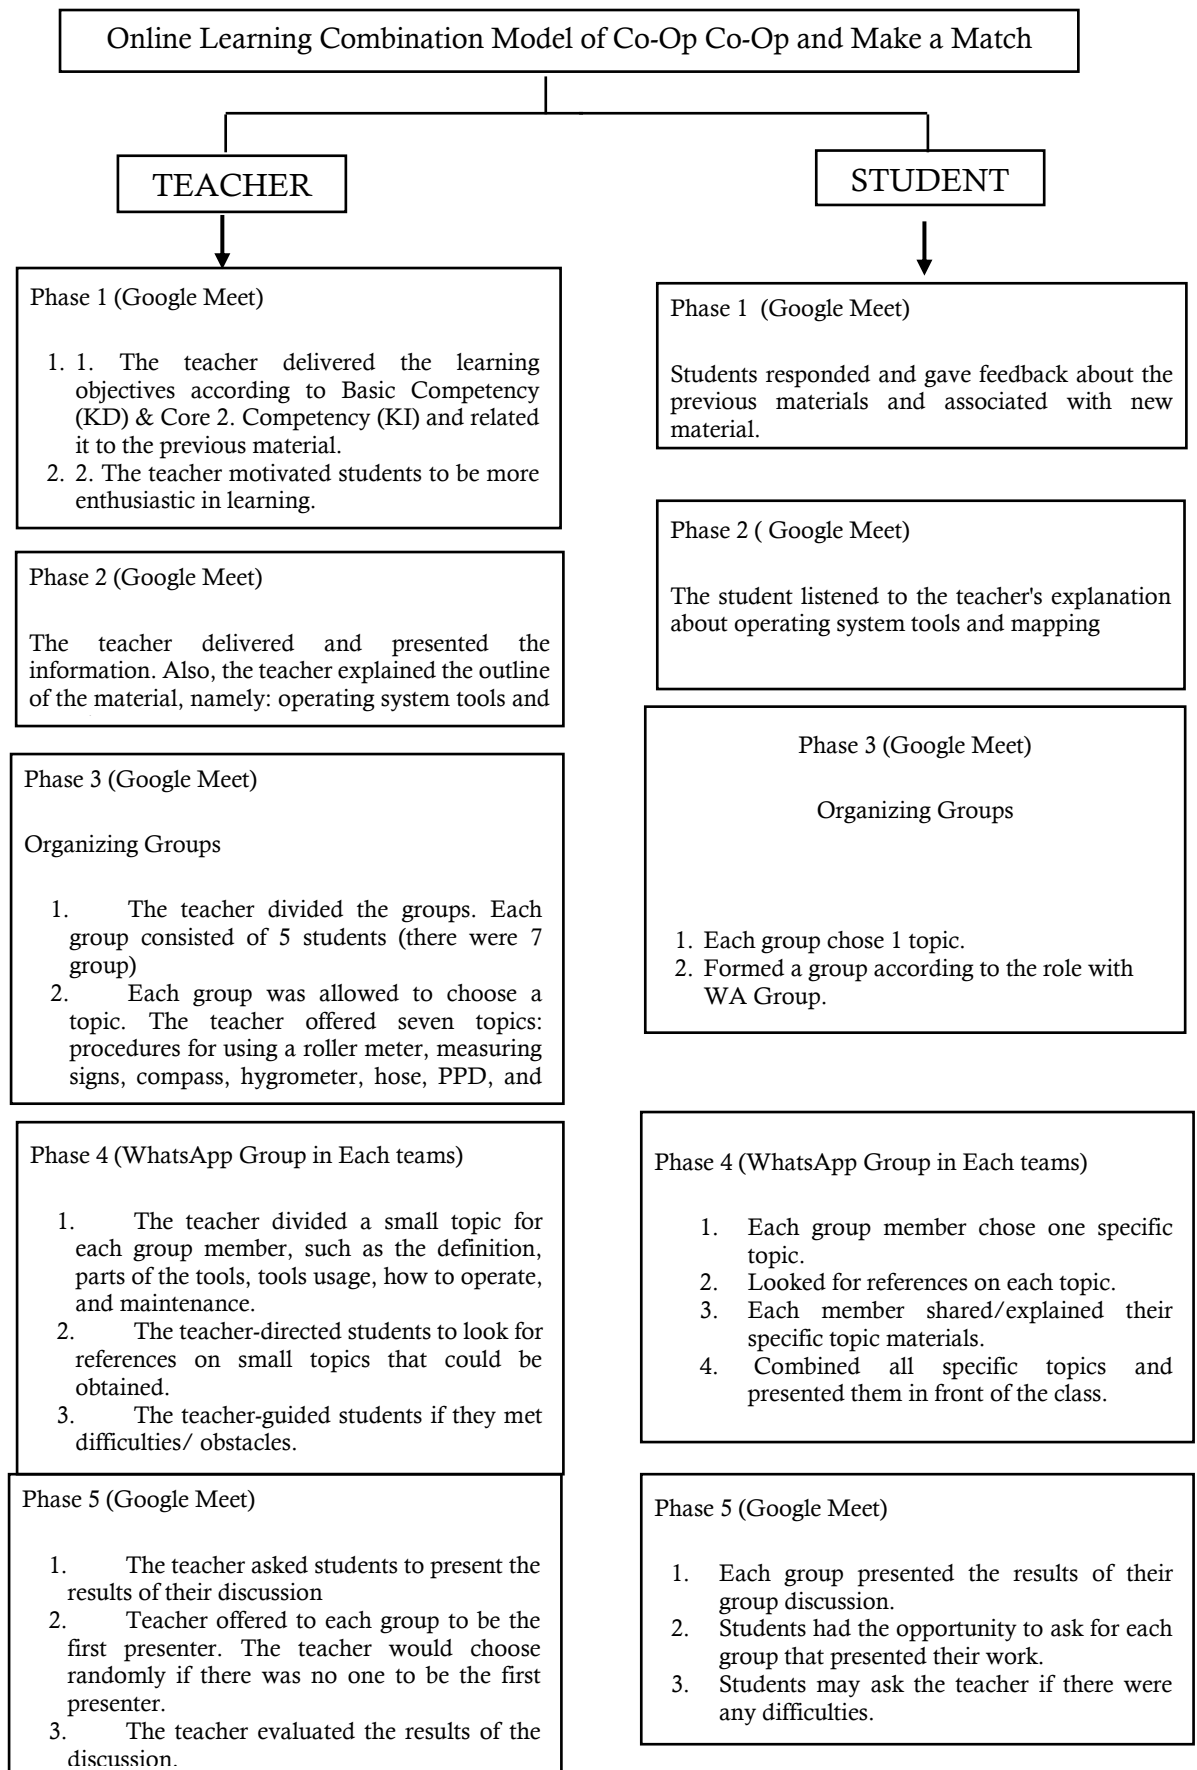 Online Learning Combination Model of Co-Op Co-Op and Make a Match
TEACHER
Phase 1 (Google Meet)
1. 1. The teacher delivered the learning
objectives according to Basic Competency
(KD) & Core 2. Competency (KI) and related
it to the previous material.
2. 2. The teacher motivated students to be more
enthusiastic in learning.
Phase 2 (Google Meet)
The teacher delivered and presented the
information. Also, the teacher explained the outline
of the material, namely: operating system tools and
Phase 3 (Google Meet)
Organizing Groups
1. The teacher divided the groups. Each
group consisted of 5 students (there were 7
group)
2. Each group was allowed to choose a
topic. The teacher offered seven topics:
procedures for using a roller meter, measuring
signs, compass, hygrometer, hose, PPD, and
Phase 4 (WhatsApp Group in Each teams)
1. The teacher divided a small topic for
each group member, such as the definition,
parts of the tools, tools usage, how to operate,
and maintenance.
2. The teacher-directed students to look for
references on small topics that could be
obtained.
3. The teacher-guided students if they met
difficulties/ obstacles.
Phase 5 (Google Meet)
1. The teacher asked students to present the
results of their discussion
2. Teacher offered to each group to be the
first presenter. The teacher would choose
randomly if there was no one to be the first
presenter.
3. The teacher evaluated the results of the
discussion.
STUDENT
Phase 1 (Google Meet)
Students responded and gave feedback about the
previous materials and associated with new
material.
Phase 2 ( Google Meet)
The student listened to the teacher's explanation
about operating system tools and mapping
Phase 3 (Google Meet)
Organizing Groups
1. Each group chose 1 topic.
2. Formed a group according to the role with
WA Group.
Phase 4 (WhatsApp Group in Each teams)
1. Each group member chose one specific
topic.
2. Looked for references on each topic.
3. Each member shared/explained their
specific topic materials.
4. Combined all specific topics and
presented them in front of the class.
Phase 5 (Google Meet)
1. Each group presented the results of their
group discussion.
2. Students had the opportunity to ask for each
group that presented their work.
3. Students may ask the teacher if there were
any difficulties.